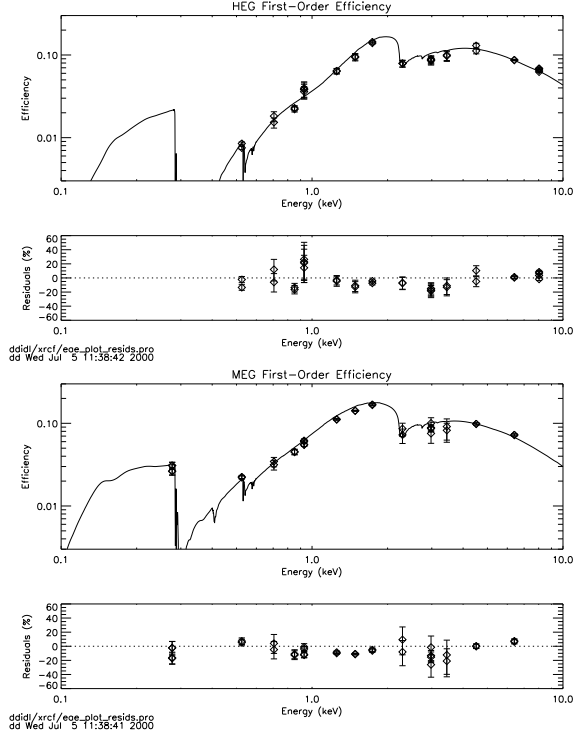 HEG First-Order Efficiency
0.10
0.01
Efficiency
0.1 1.0 10.0
Energy (keV)
60
40
20
0
-20
-40
-60
Residuals (%)
0.1 1.0 10.0
Energy (keV)
ddidl/xrcf/eae_plot_resids.pro
dd Wed Jul 5 11:38:42 2000
MEG First-Order Efficiency
0.10
0.01
Efficiency
0.1 1.0 10.0
Energy (keV)
60
40
20
0
-20
-40
-60
Residuals (%)
0.1 1.0 10.0
Energy (keV)
ddidl/xrcf/eae_plot_resids.pro
dd Wed Jul 5 11:38:41 2000